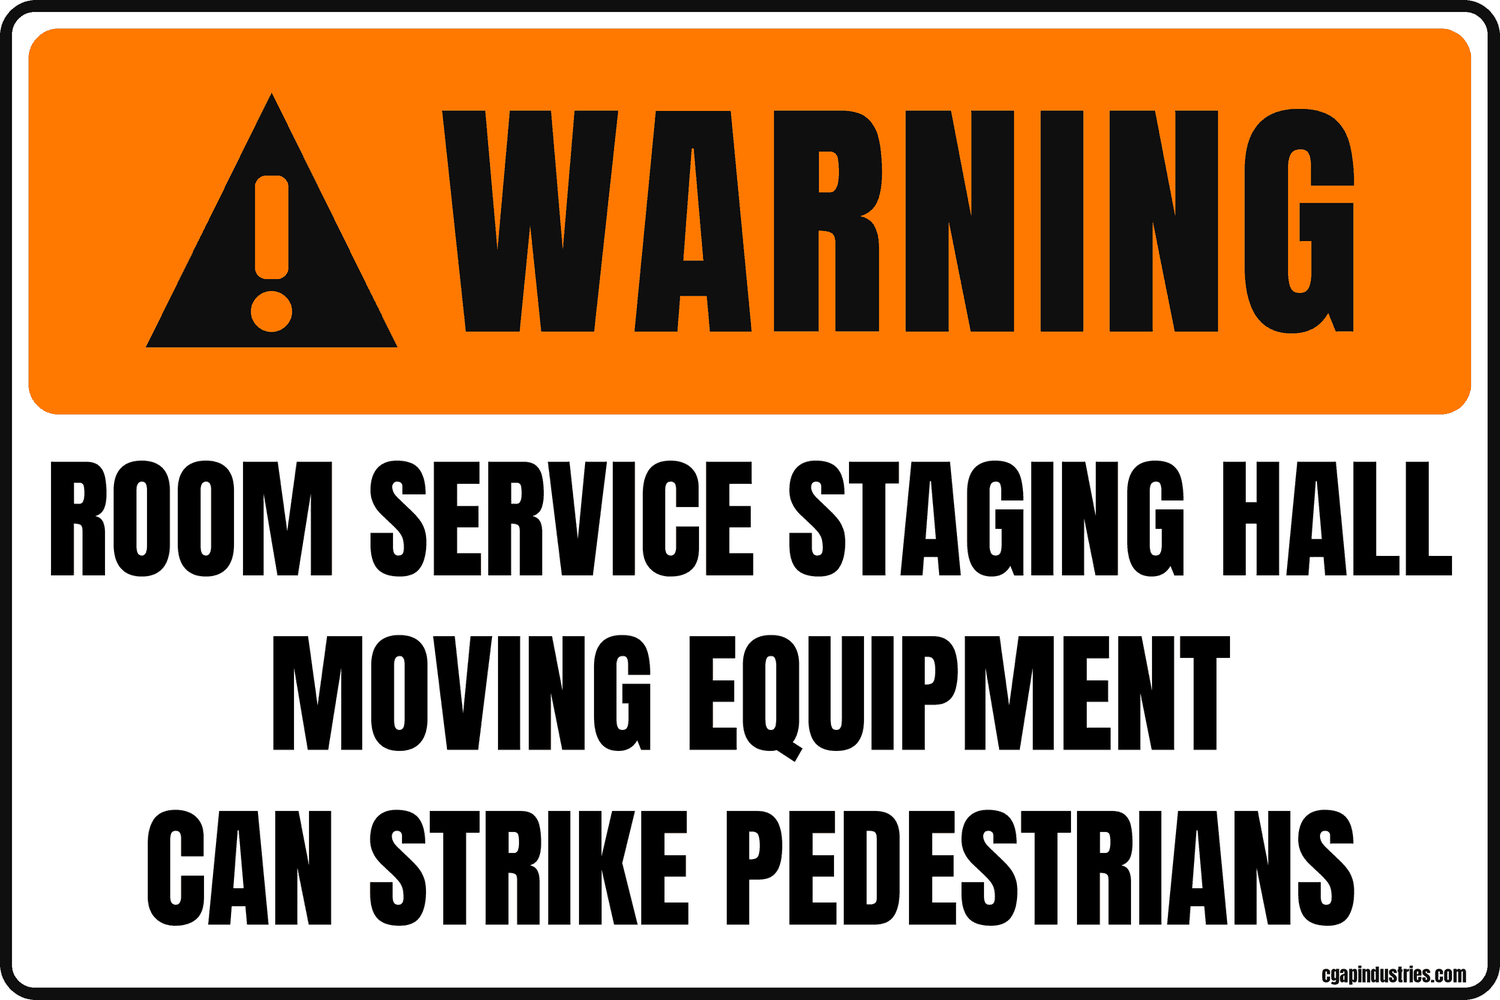 WARNING
ROOM SERVICE STAGING HALL
MOVING EQUIPMENT
CAN STRIKE PEDESTRIANS
cgapindustries.com